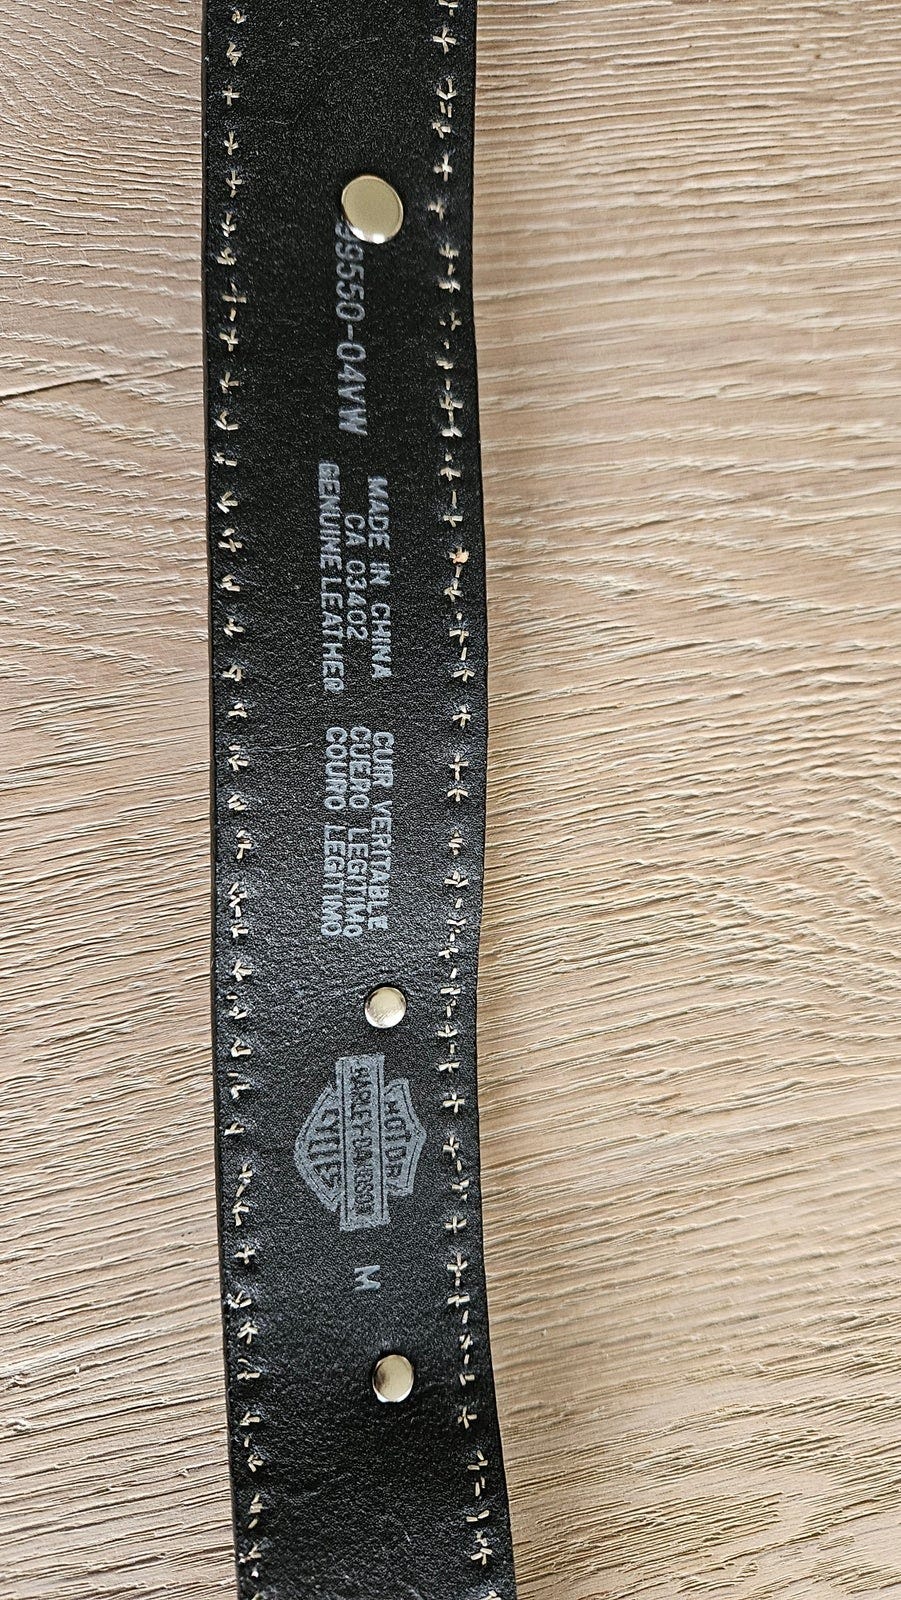 99550-04VW
MADE IN CHINA
CA 03402
GENUINE LEATHER
CUIR VERITABLE
CUERO LEGITIMO
COURO LEGITIMO
MOTOR
HARLEY-DAVIDSON
CYCLES
M